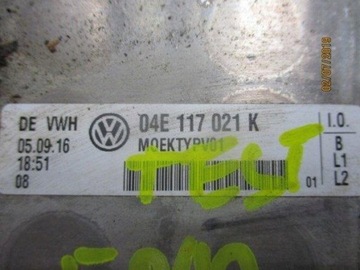 02/07/2019
DE VWH 04E 117 021 K I.O.
05.09.16 MOEKTYPV01 B
18:51 L1
08 01 L2
TEST